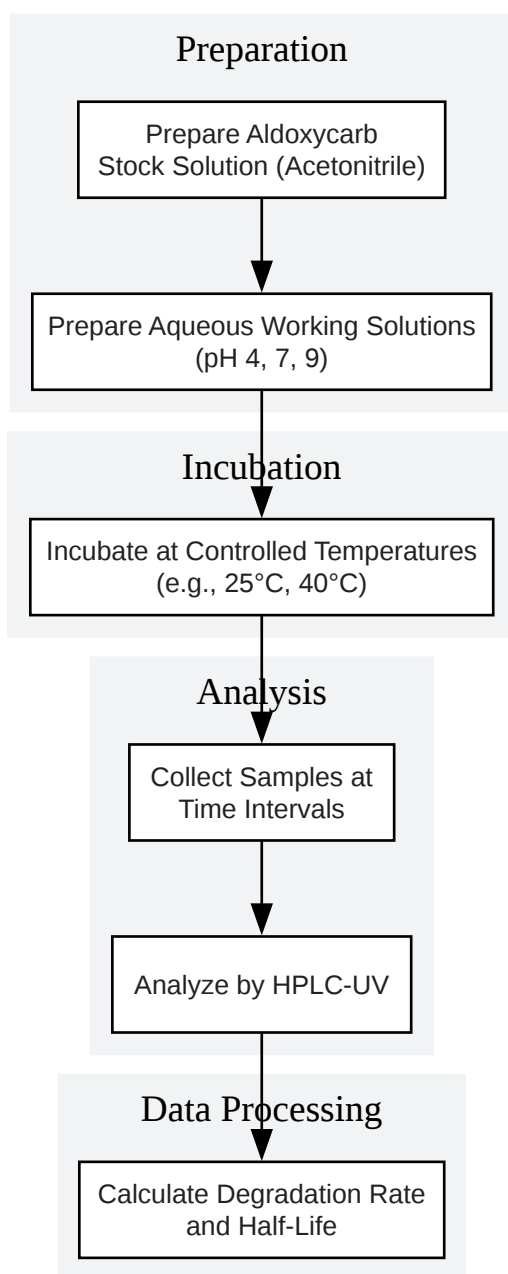 Preparation
Prepare Aldoxycarb
Stock Solution (Acetonitrile)
Prepare Aqueous Working Solutions
(pH 4, 7, 9)
Incubation
Incubate at Controlled Temperatures
(e.g., 25°C, 40°C)
Analysis
Collect Samples at
Time Intervals
Analyze by HPLC-UV
Data Processing
Calculate Degradation Rate
and Half-Life